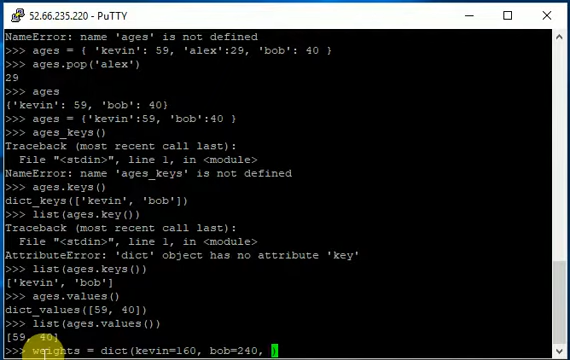 52.66.235.220 - PuTTY
NameError: name 'ages' is not defined
>>> ages = { 'kevin': 59, 'alex':29, 'bob': 40 }
>>> ages.pop('alex')
29
>>> ages
{'kevin': 59, 'bob': 40}
>>> ages = {'kevin':59, 'bob':40 }
>>> ages_keys()
Traceback (most recent call last):
  File "<stdin>", line 1, in <module>
NameError: name 'ages_keys' is not defined
>>> ages.keys()
dict_keys(['kevin', 'bob'])
>>> list(ages.key())
Traceback (most recent call last):
  File "<stdin>", line 1, in <module>
AttributeError: 'dict' object has no attribute 'key'
>>> list(ages.keys())
['kevin', 'bob']
>>> ages.values()
dict_values([59, 40])
>>> list(ages.values())
[59, 40]
>>> weights = dict(kevin=160, bob=240, )